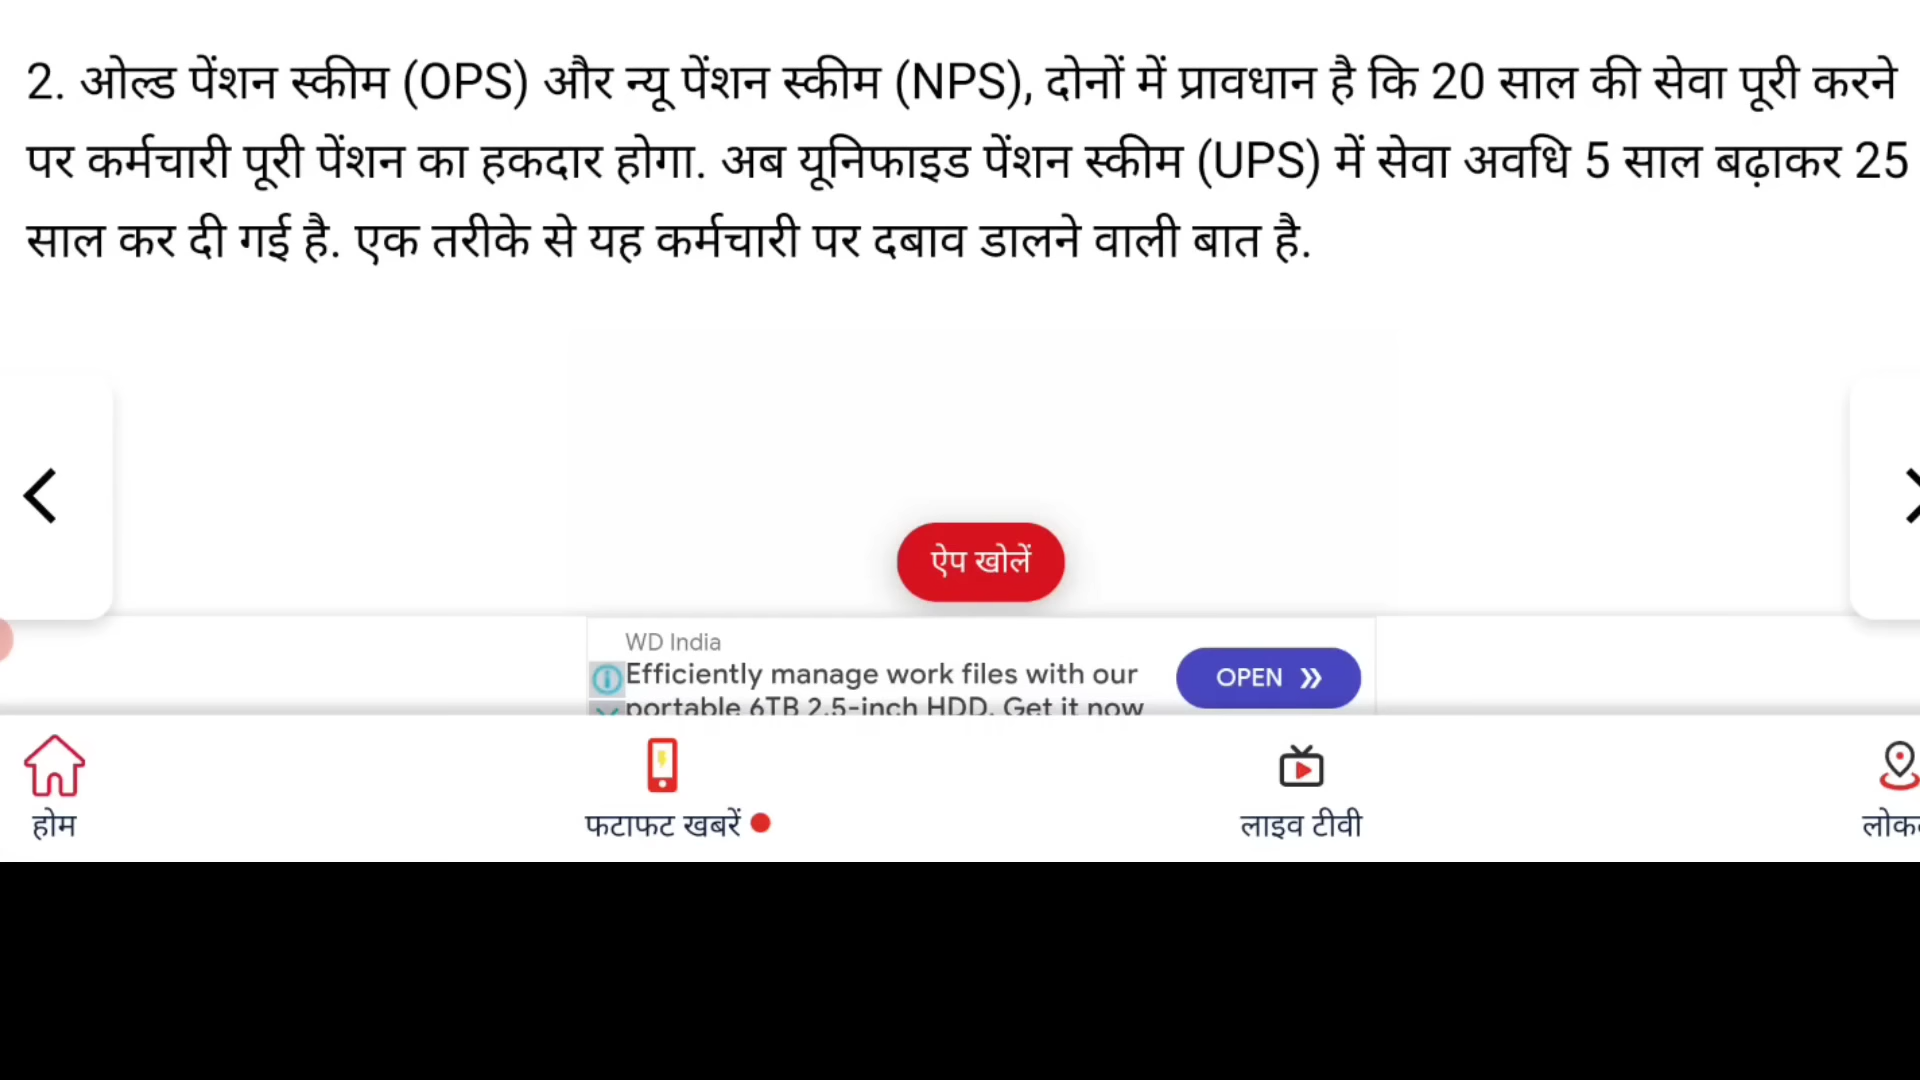 2. ओल्ड पेंशन स्कीम (OPS) और न्यू पेंशन स्कीम (NPS), दोनों में प्रावधान है कि 20 साल की सेवा पूरी करने
पर कर्मचारी पूरी पेंशन का हकदार होगा. अब यूनिफाइड पेंशन स्कीम (UPS) में सेवा अवधि 5 साल बढ़ाकर 25
साल कर दी गई है. एक तरीके से यह कर्मचारी पर दबाव डालने वाली बात है.
ऐप खोलें
WD India
Efficiently manage work files with our
portable 6TB 2.5-inch HDD. Get it now
OPEN
होम
फटाफट खबरें
लाइव टीवी